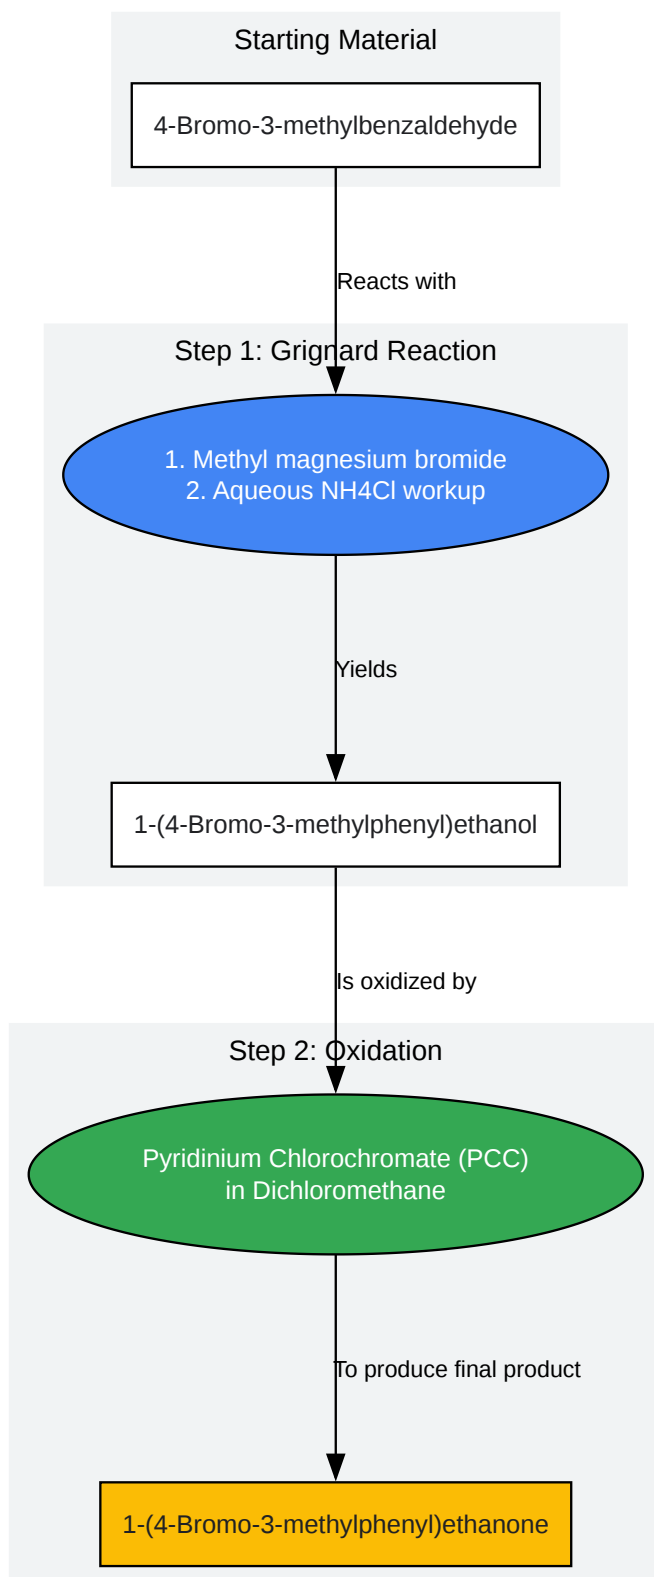 Starting Material
4-Bromo-3-methylbenzaldehyde
Reacts with
Step 1: Grignard Reaction
1. Methyl magnesium bromide
2. Aqueous NH4Cl workup
Yields
1-(4-Bromo-3-methylphenyl)ethanol
Is oxidized by
Step 2: Oxidation
Pyridinium Chlorochromate (PCC)
in Dichloromethane
To produce final product
1-(4-Bromo-3-methylphenyl)ethanone